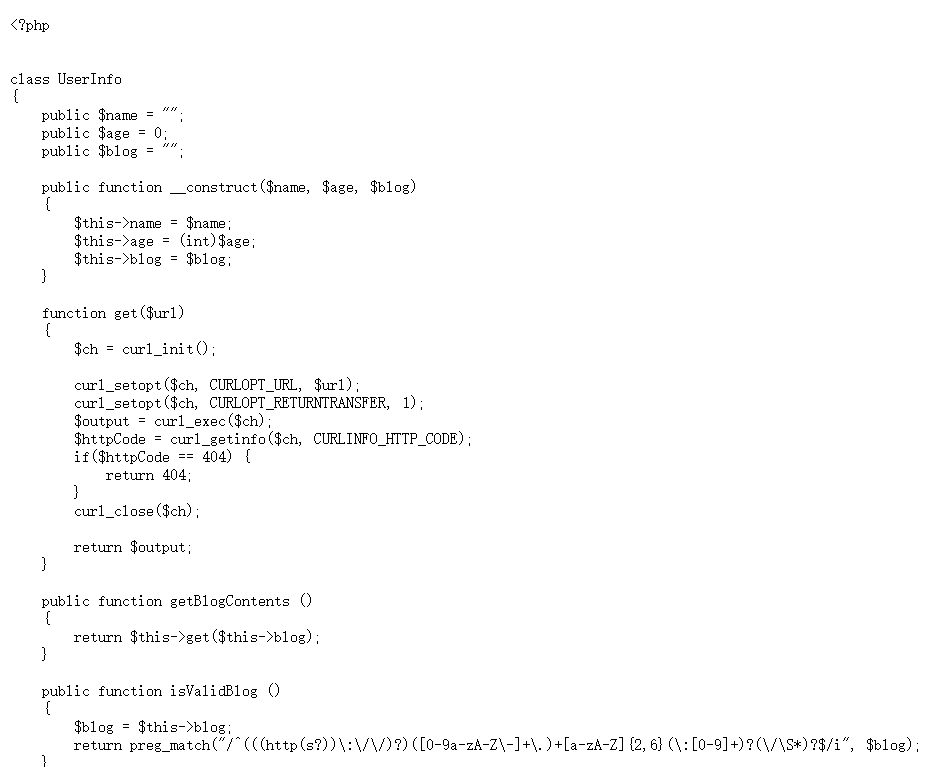 <?php
class UserInfo
{
public $name = "";
public $age = 0;
public $blog = "";
public function __construct($name, $age, $blog)
{
$this->name = $name;
$this->age = (int)$age;
$this->blog = $blog;
}
function get($url)
{
$ch = curl_init();
curl_setopt($ch, CURLOPT_URL, $url);
curl_setopt($ch, CURLOPT_RETURNTRANSFER, 1);
$output = curl_exec($ch);
$httpCode = curl_getinfo($ch, CURLINFO_HTTP_CODE);
if($httpCode == 404) {
return 404;
}
curl_close($ch);
return $output;
}
public function getBlogContents ()
{
return $this->get($this->blog);
}
public function isValidBlog ()
{
$blog = $this->blog;
return preg_match("/^(((http(s?))\:\/\/)?)([0-9a-zA-Z\-]+\.)+[a-zA-Z]{2,6}(\:[0-9]+)?(\/\S*)?$/i", $blog);
}